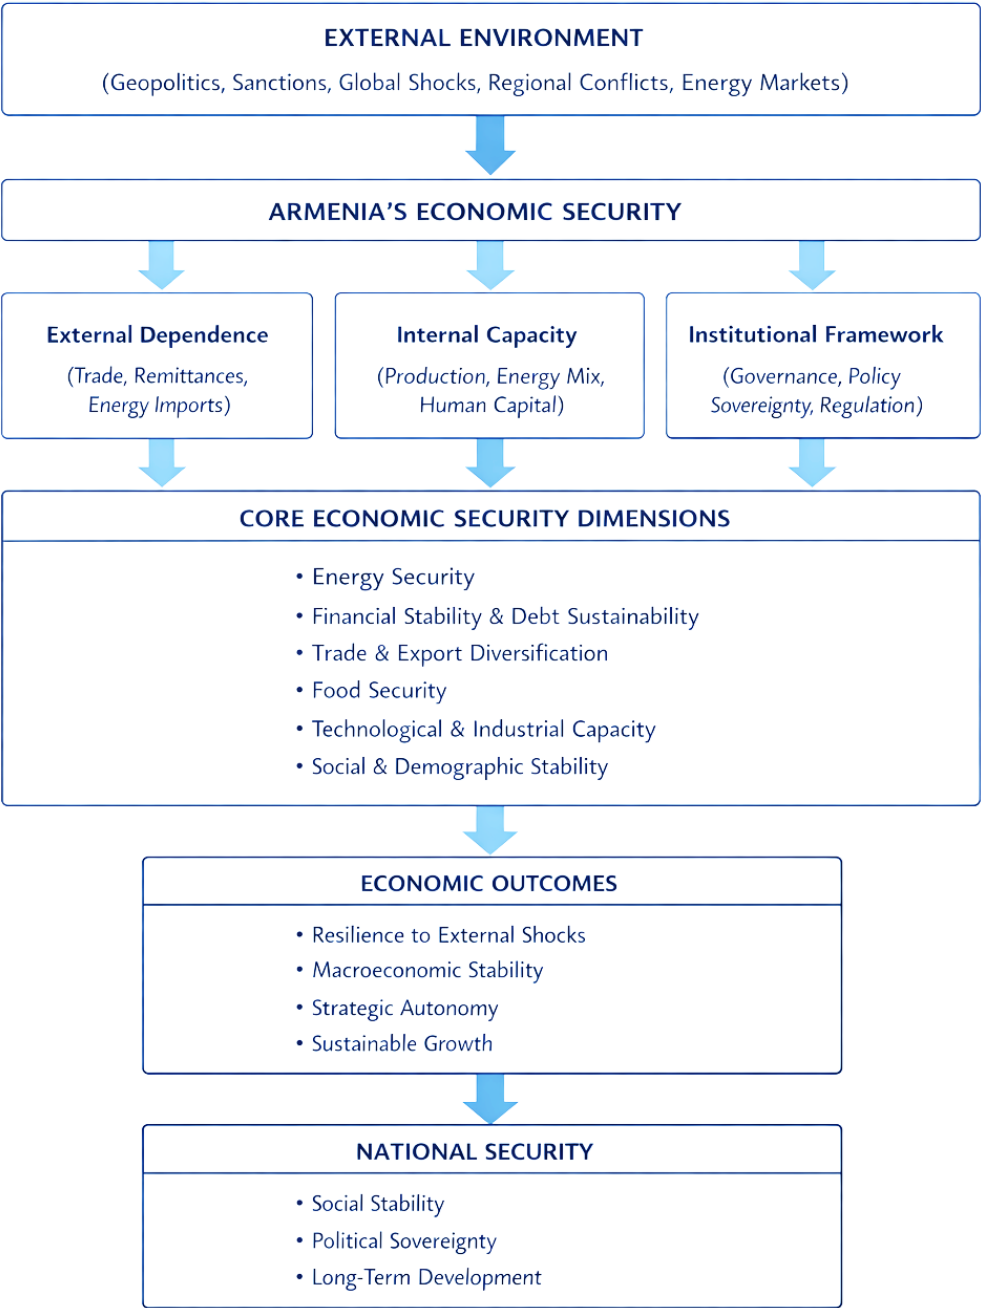 EXTERNAL ENVIRONMENT
(Geopolitics, Sanctions, Global Shocks, Regional Conflicts, Energy Markets)
ARMENIA'S ECONOMIC SECURITY
External Dependence
(Trade, Remittances,
Energy Imports)
Internal Capacity
(Production, Energy Mix,
Human Capital)
Institutional Framework
(Governance, Policy
Sovereignty, Regulation)
CORE ECONOMIC SECURITY DIMENSIONS
• Energy Security
• Financial Stability & Debt Sustainability
• Trade & Export Diversification
• Food Security
• Technological & Industrial Capacity
• Social & Demographic Stability
ECONOMIC OUTCOMES
• Resilience to External Shocks
• Macroeconomic Stability
• Strategic Autonomy
• Sustainable Growth
NATIONAL SECURITY
• Social Stability
• Political Sovereignty
• Long-Term Development